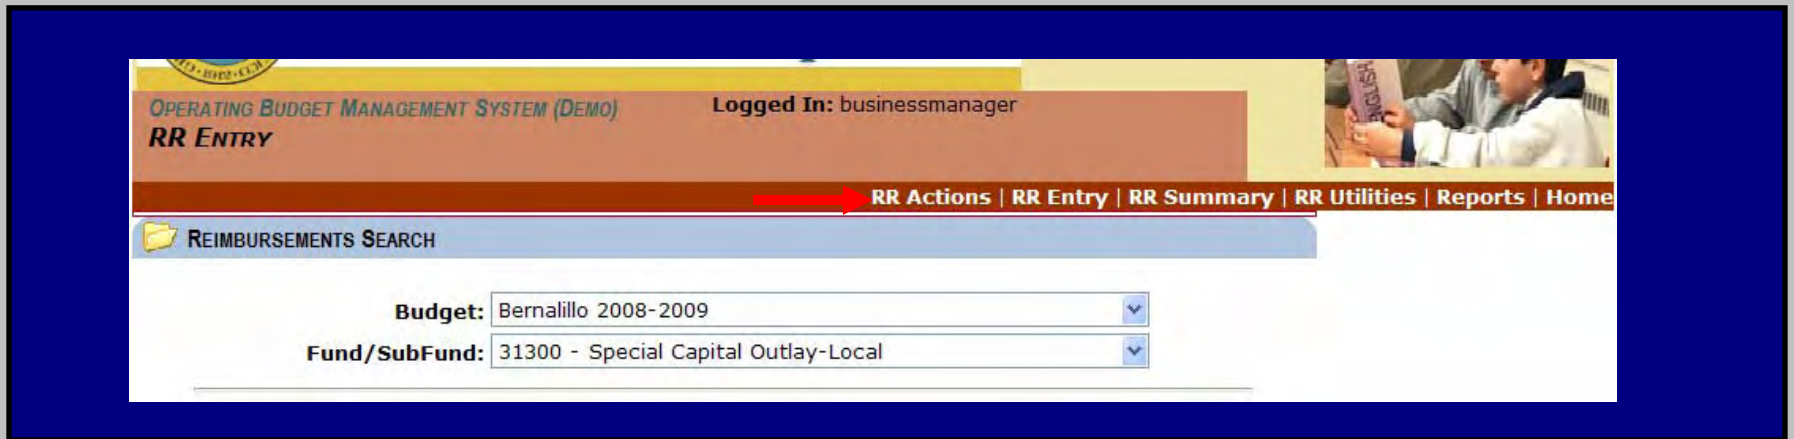 OPERATING BUDGET MANAGEMENT SYSTEM (DEMO) Logged In: businessmanager
RR ENTRY
ENGLISH
RR Actions | RR Entry | RR Summary | RR Utilities | Reports | Home
REIMBURSEMENTS SEARCH
Budget: Bernalillo 2008-2009
Fund/SubFund: 31300 - Special Capital Outlay-Local